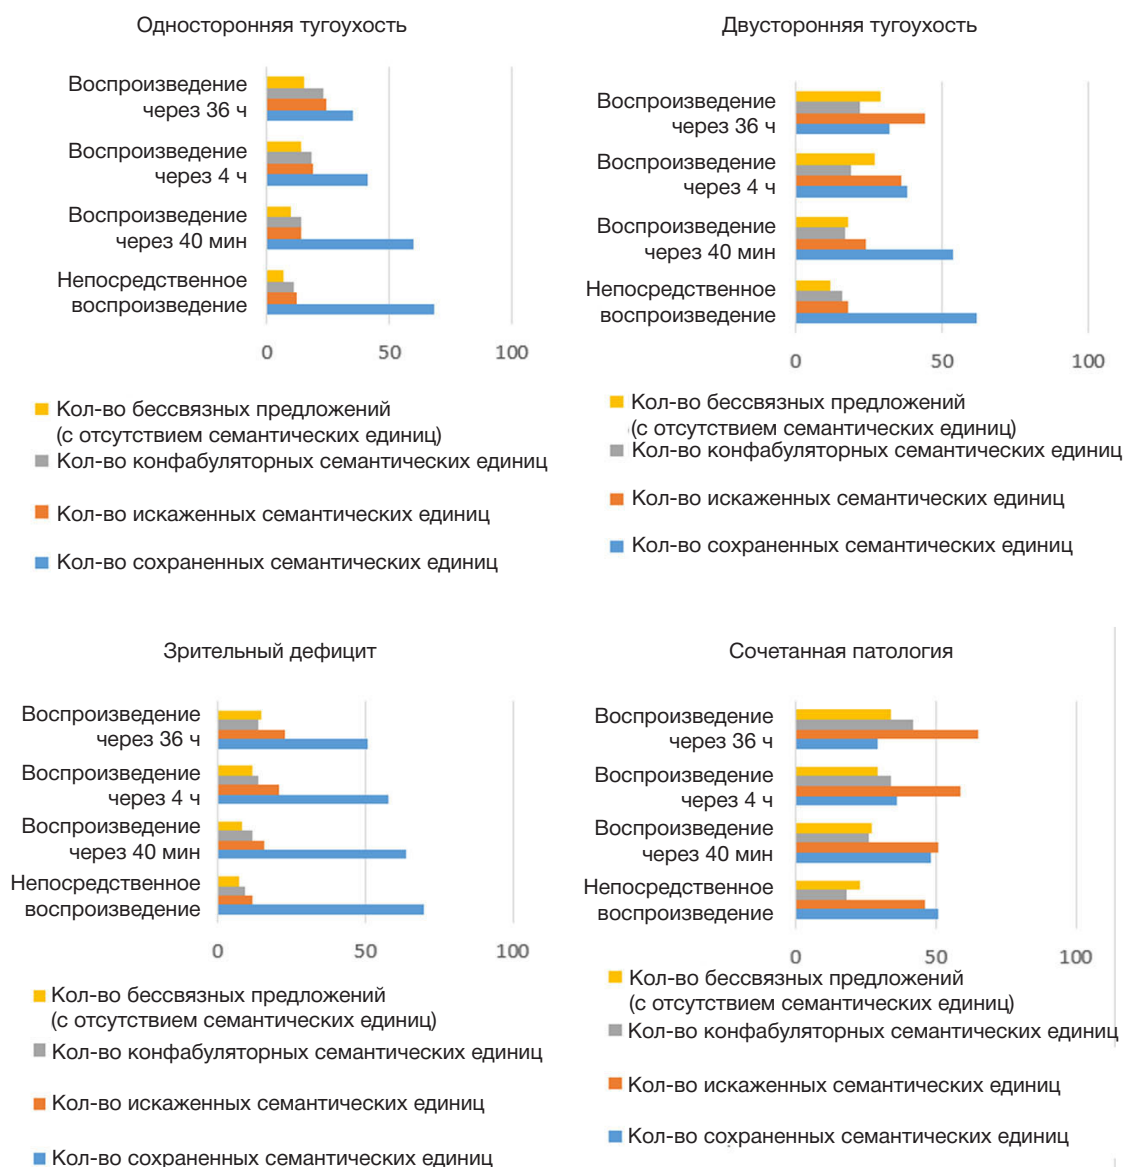 Односторонняя тугоухость
Воспроизведение
через 36 ч
Воспроизведение
через 4 ч
Воспроизведение
через 40 мин
Непосредственное
воспроизведение
0 50 100
Кол-во бессвязных предложений
(с отсутствием семантических единиц)
Кол-во конфабуляторных семантических единиц
Кол-во искаженных семантических единиц
Кол-во сохраненных семантических единиц
Двусторонняя тугоухость
Воспроизведение
через 36 ч
Воспроизведение
через 4 ч
Воспроизведение
через 40 мин
Непосредственное
воспроизведение
0 50 100
Кол-во бессвязных предложений
(с отсутствием семантических единиц)
Кол-во конфабуляторных семантических единиц
Кол-во искаженных семантических единиц
Кол-во сохраненных семантических единиц
Зрительный дефицит
Воспроизведение
через 36 ч
Воспроизведение
через 4 ч
Воспроизведение
через 40 мин
Непосредственное
воспроизведение
0 50 100
Кол-во бессвязных предложений
(с отсутствием семантических единиц)
Кол-во конфабуляторных семантических единиц
Кол-во искаженных семантических единиц
Кол-во сохраненных семантических единиц
Сочетанная патология
Воспроизведение
через 36 ч
Воспроизведение
через 4 ч
Воспроизведение
через 40 мин
Непосредственное
воспроизведение
0 50 100
Кол-во бессвязных предложений
(с отсутствием семантических единиц)
Кол-во конфабуляторных семантических единиц
Кол-во искаженных семантических единиц
Кол-во сохраненных семантических единиц